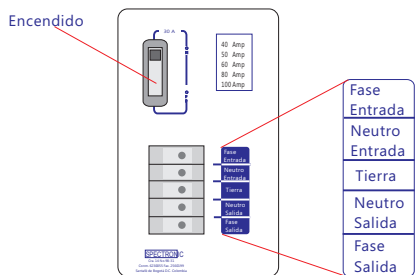 Encendido
30 A
40 Amp
50 Amp
60 Amp
80 Amp
100 Amp
Fase
Entrada
Neutro
Entrada
Tierra
Neutro
Salida
Fase
Salida
SPECTRONIC
Fase
Entrada
Neutro
Entrada
Tierra
Neutro
Salida
Fase
Salida